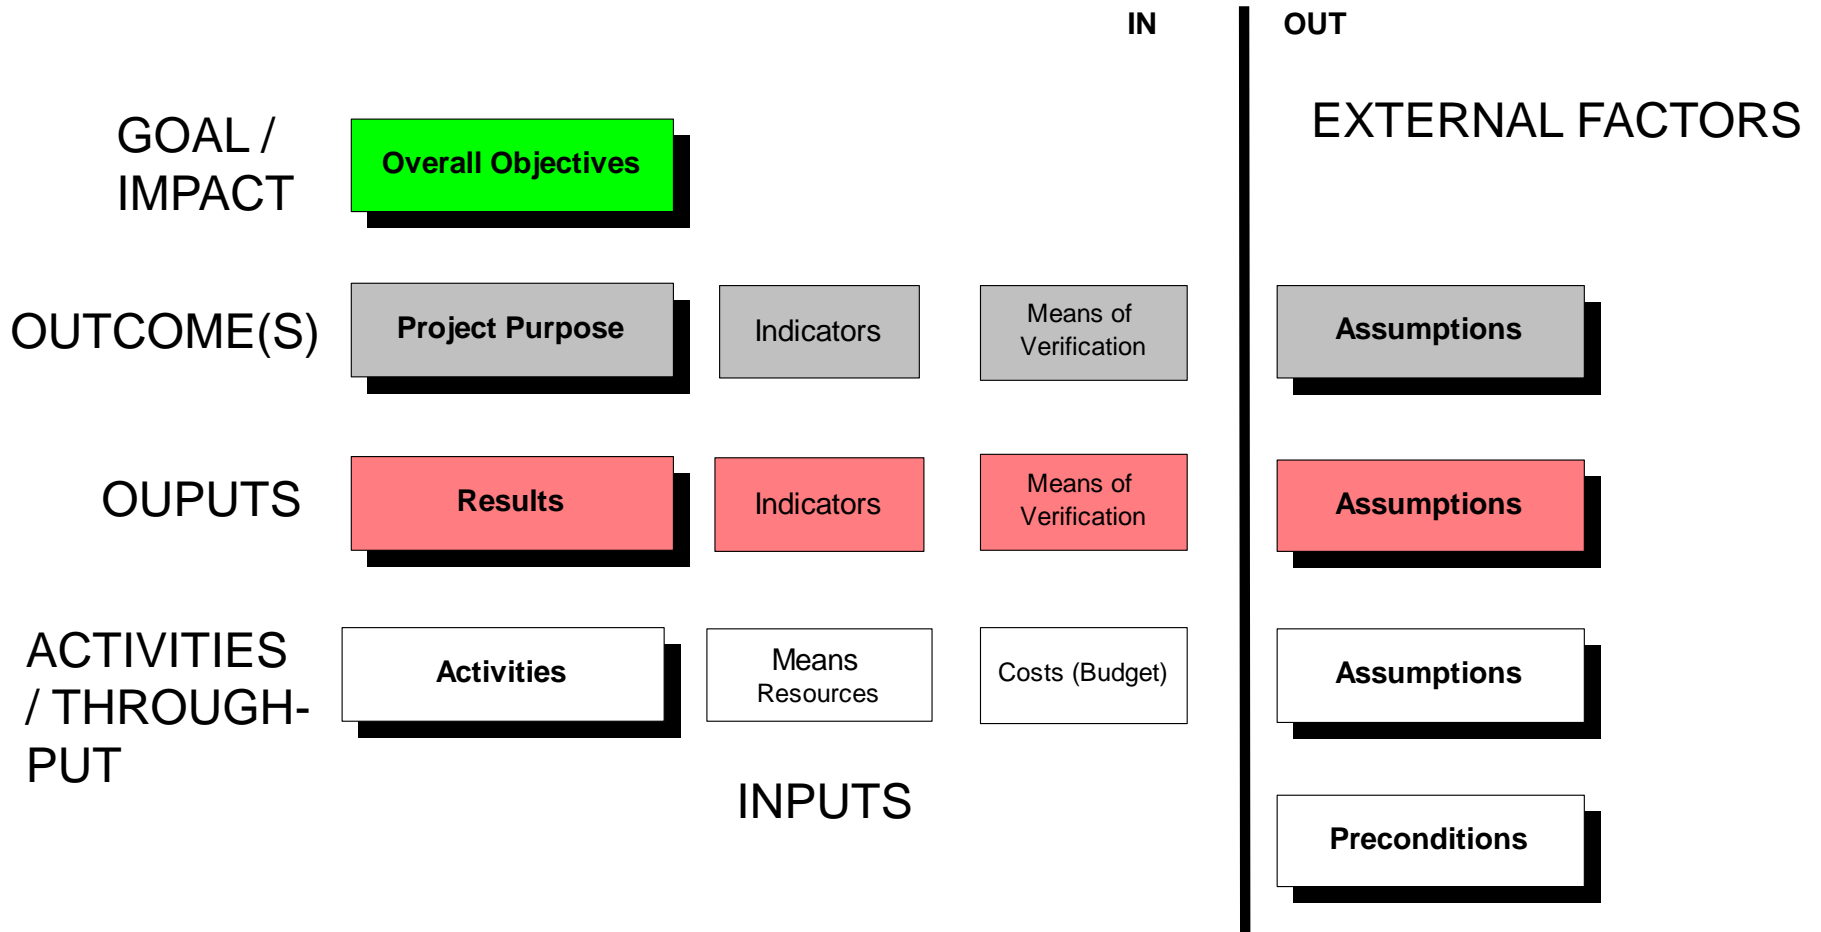 IN
OUT
EXTERNAL FACTORS
GOAL /
IMPACT
Overall Objectives
OUTCOME(S)
Project Purpose
Indicators
Means of
Verification
Assumptions
OUPUTS
Results
Indicators
Means of
Verification
Assumptions
ACTIVITIES
/ THROUGH-
PUT
Activities
Means
Resources
Costs (Budget)
Assumptions
INPUTS
Preconditions